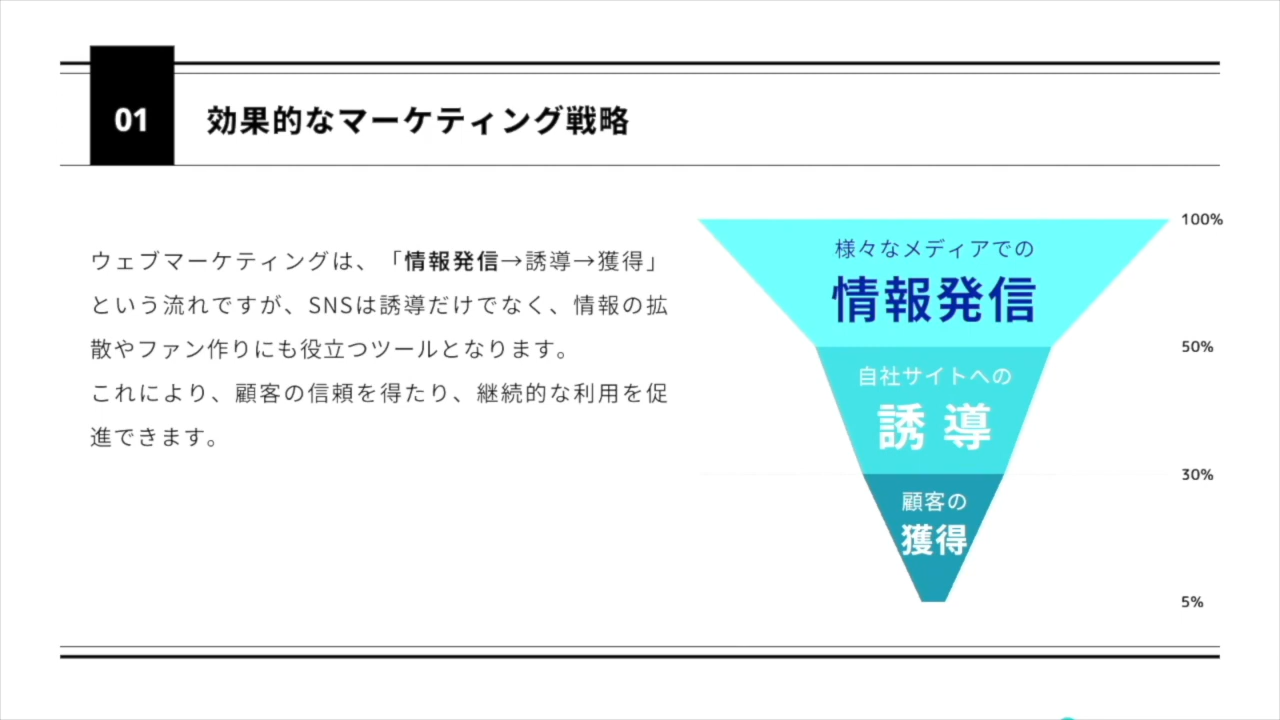 01
効果的なマーケティング戦略
ウェブマーケティングは、「情報発信→誘導→獲得」
という流れですが、SNSは誘導だけでなく、情報の拡
散やファン作りにも役立つツールとなります。
これにより、顧客の信頼を得たり、継続的な利用を促
進できます。
100%
様々なメディアでの
情報発信
50%
自社サイトへの
誘導
30%
顧客の
獲得
5%